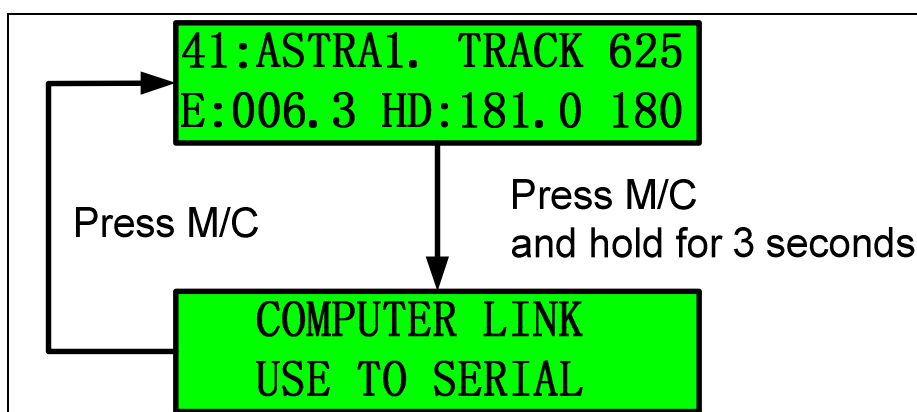 41:ASTRA1. TRACK 625
E:006.3 HD:181.0 180
Press M/C
Press M/C
and hold for 3 seconds
COMPUTER LINK
USE TO SERIAL